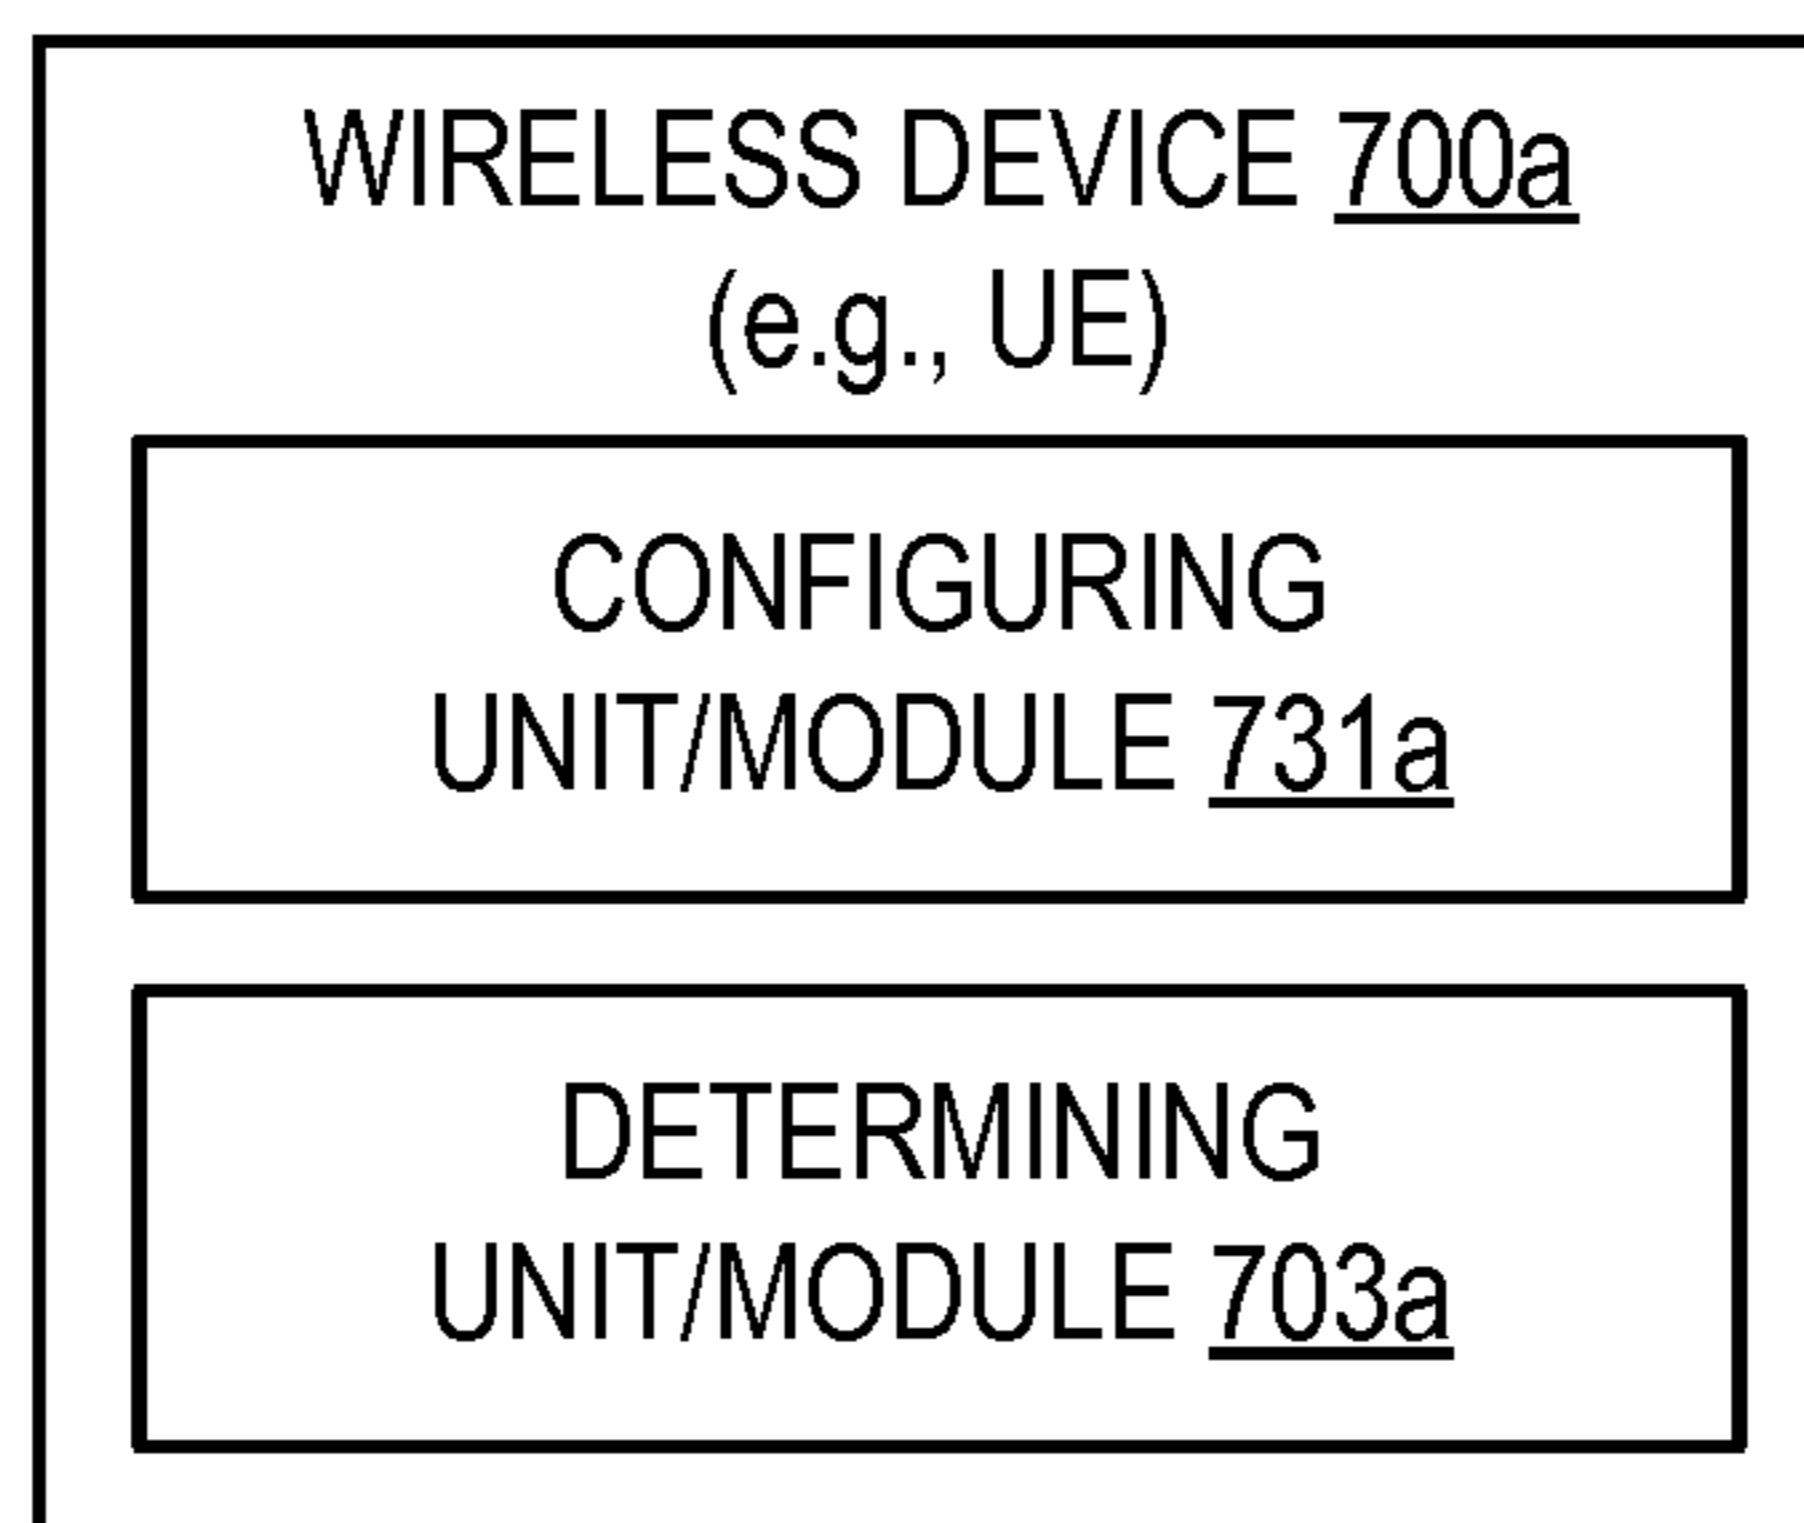 WIRELESS DEVICE 700a
(e.g., UE)
CONFIGURING
UNIT/MODULE 731a
DETERMINING
UNIT/MODULE 703a